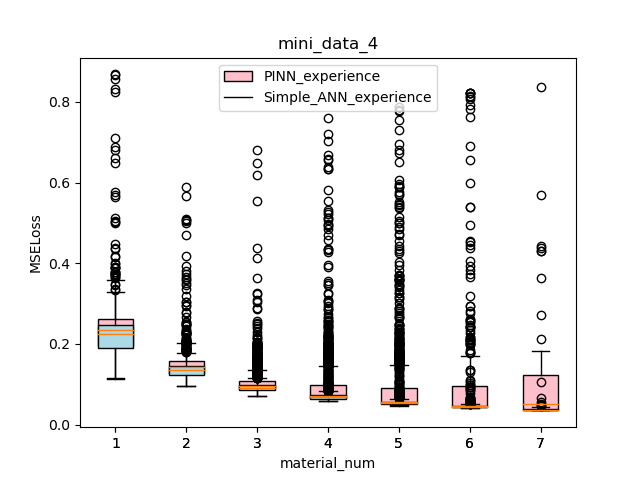 mini_data_4
PINN_experience
Simple_ANN_experience
MSELoss
0.8
0.6
0.4
0.2
0.0
1 2 3 4 5 6 7
material_num